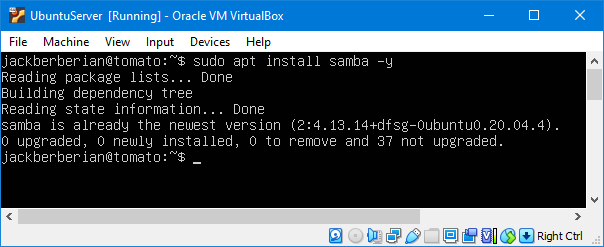 UbuntuServer [Running] - Oracle VM VirtualBox
File Machine View Input Devices Help
jackberberian@tomato:~$ sudo apt install samba -y
Reading package lists... Done
Building dependency tree
Reading state information... Done
samba is already the newest version (2:4.13.14+dfsg-0ubuntu0.20.04.4).
0 upgraded, 0 newly installed, 0 to remove and 37 not upgraded.
jackberberian@tomato:~$ _
Right Ctrl